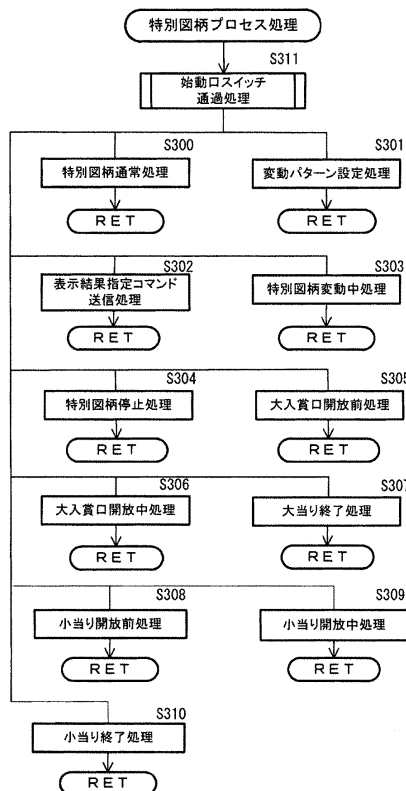 特別図柄プロセス処理
S311
始動口スイッチ
通過処理
S300
S301
特別図柄通常処理
変動パターン設定処理
RET
RET
S302
S303
表示結果指定コマンド
送信処理
特別図柄変動中処理
RET
RET
S304
S305
特別図柄停止処理
大入賞口開放前処理
RET
RET
S306
S307
大入賞口開放中処理
大当り終了処理
RET
RET
S308
S309
小当り開放前処理
小当り開放中処理
RET
RET
S310
小当り終了処理
RET